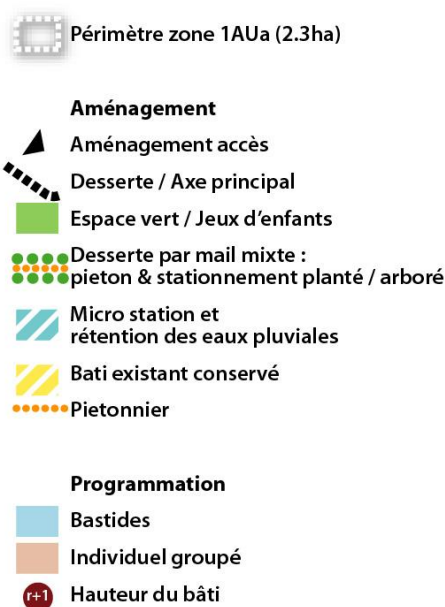 Périmètre zone 1AUa (2.3ha)
Aménagement
Aménagement accès
Desserte / Axe principal
Espace vert / Jeux d'enfants
Desserte par mail mixte :
pieton & stationnement planté / arboré
Micro station et
rétention des eaux pluviales
Bati existant conservé
Pietonnier
Programmation
Bastides
Individuel groupé
r+1 Hauteur du bâti